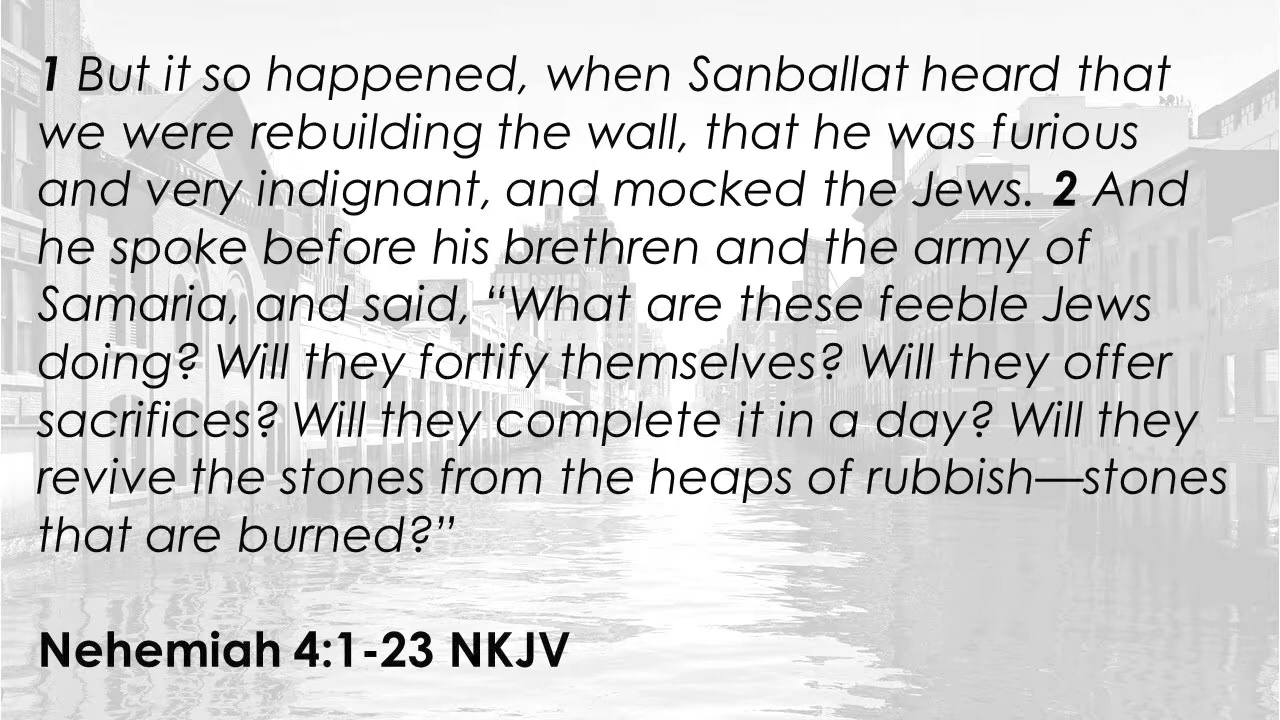 1 But it so happened, when Sanballat heard that
we were rebuilding the wall, that he was furious
and very indignant, and mocked the Jews. 2 And
he spoke before his brethren and the army of
Samaria, and said, “What are these feeble Jews
doing? Will they fortify themselves? Will they offer
sacrifices? Will they complete it in a day? Will they
revive the stones from the heaps of rubbish—stones
that are burned?”
Nehemiah 4:1-23 NKJV